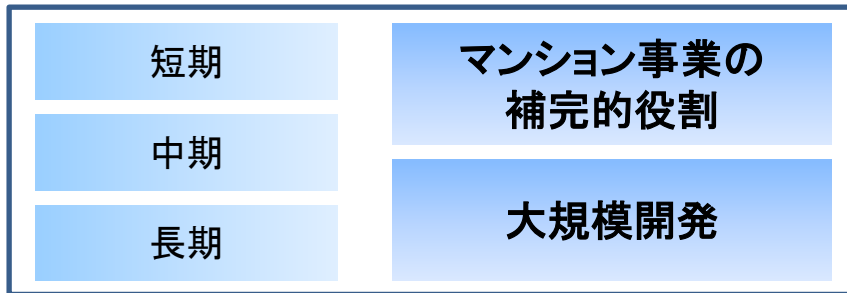 短期
中期
長期
マンション事業の
補完的役割
大規模開発